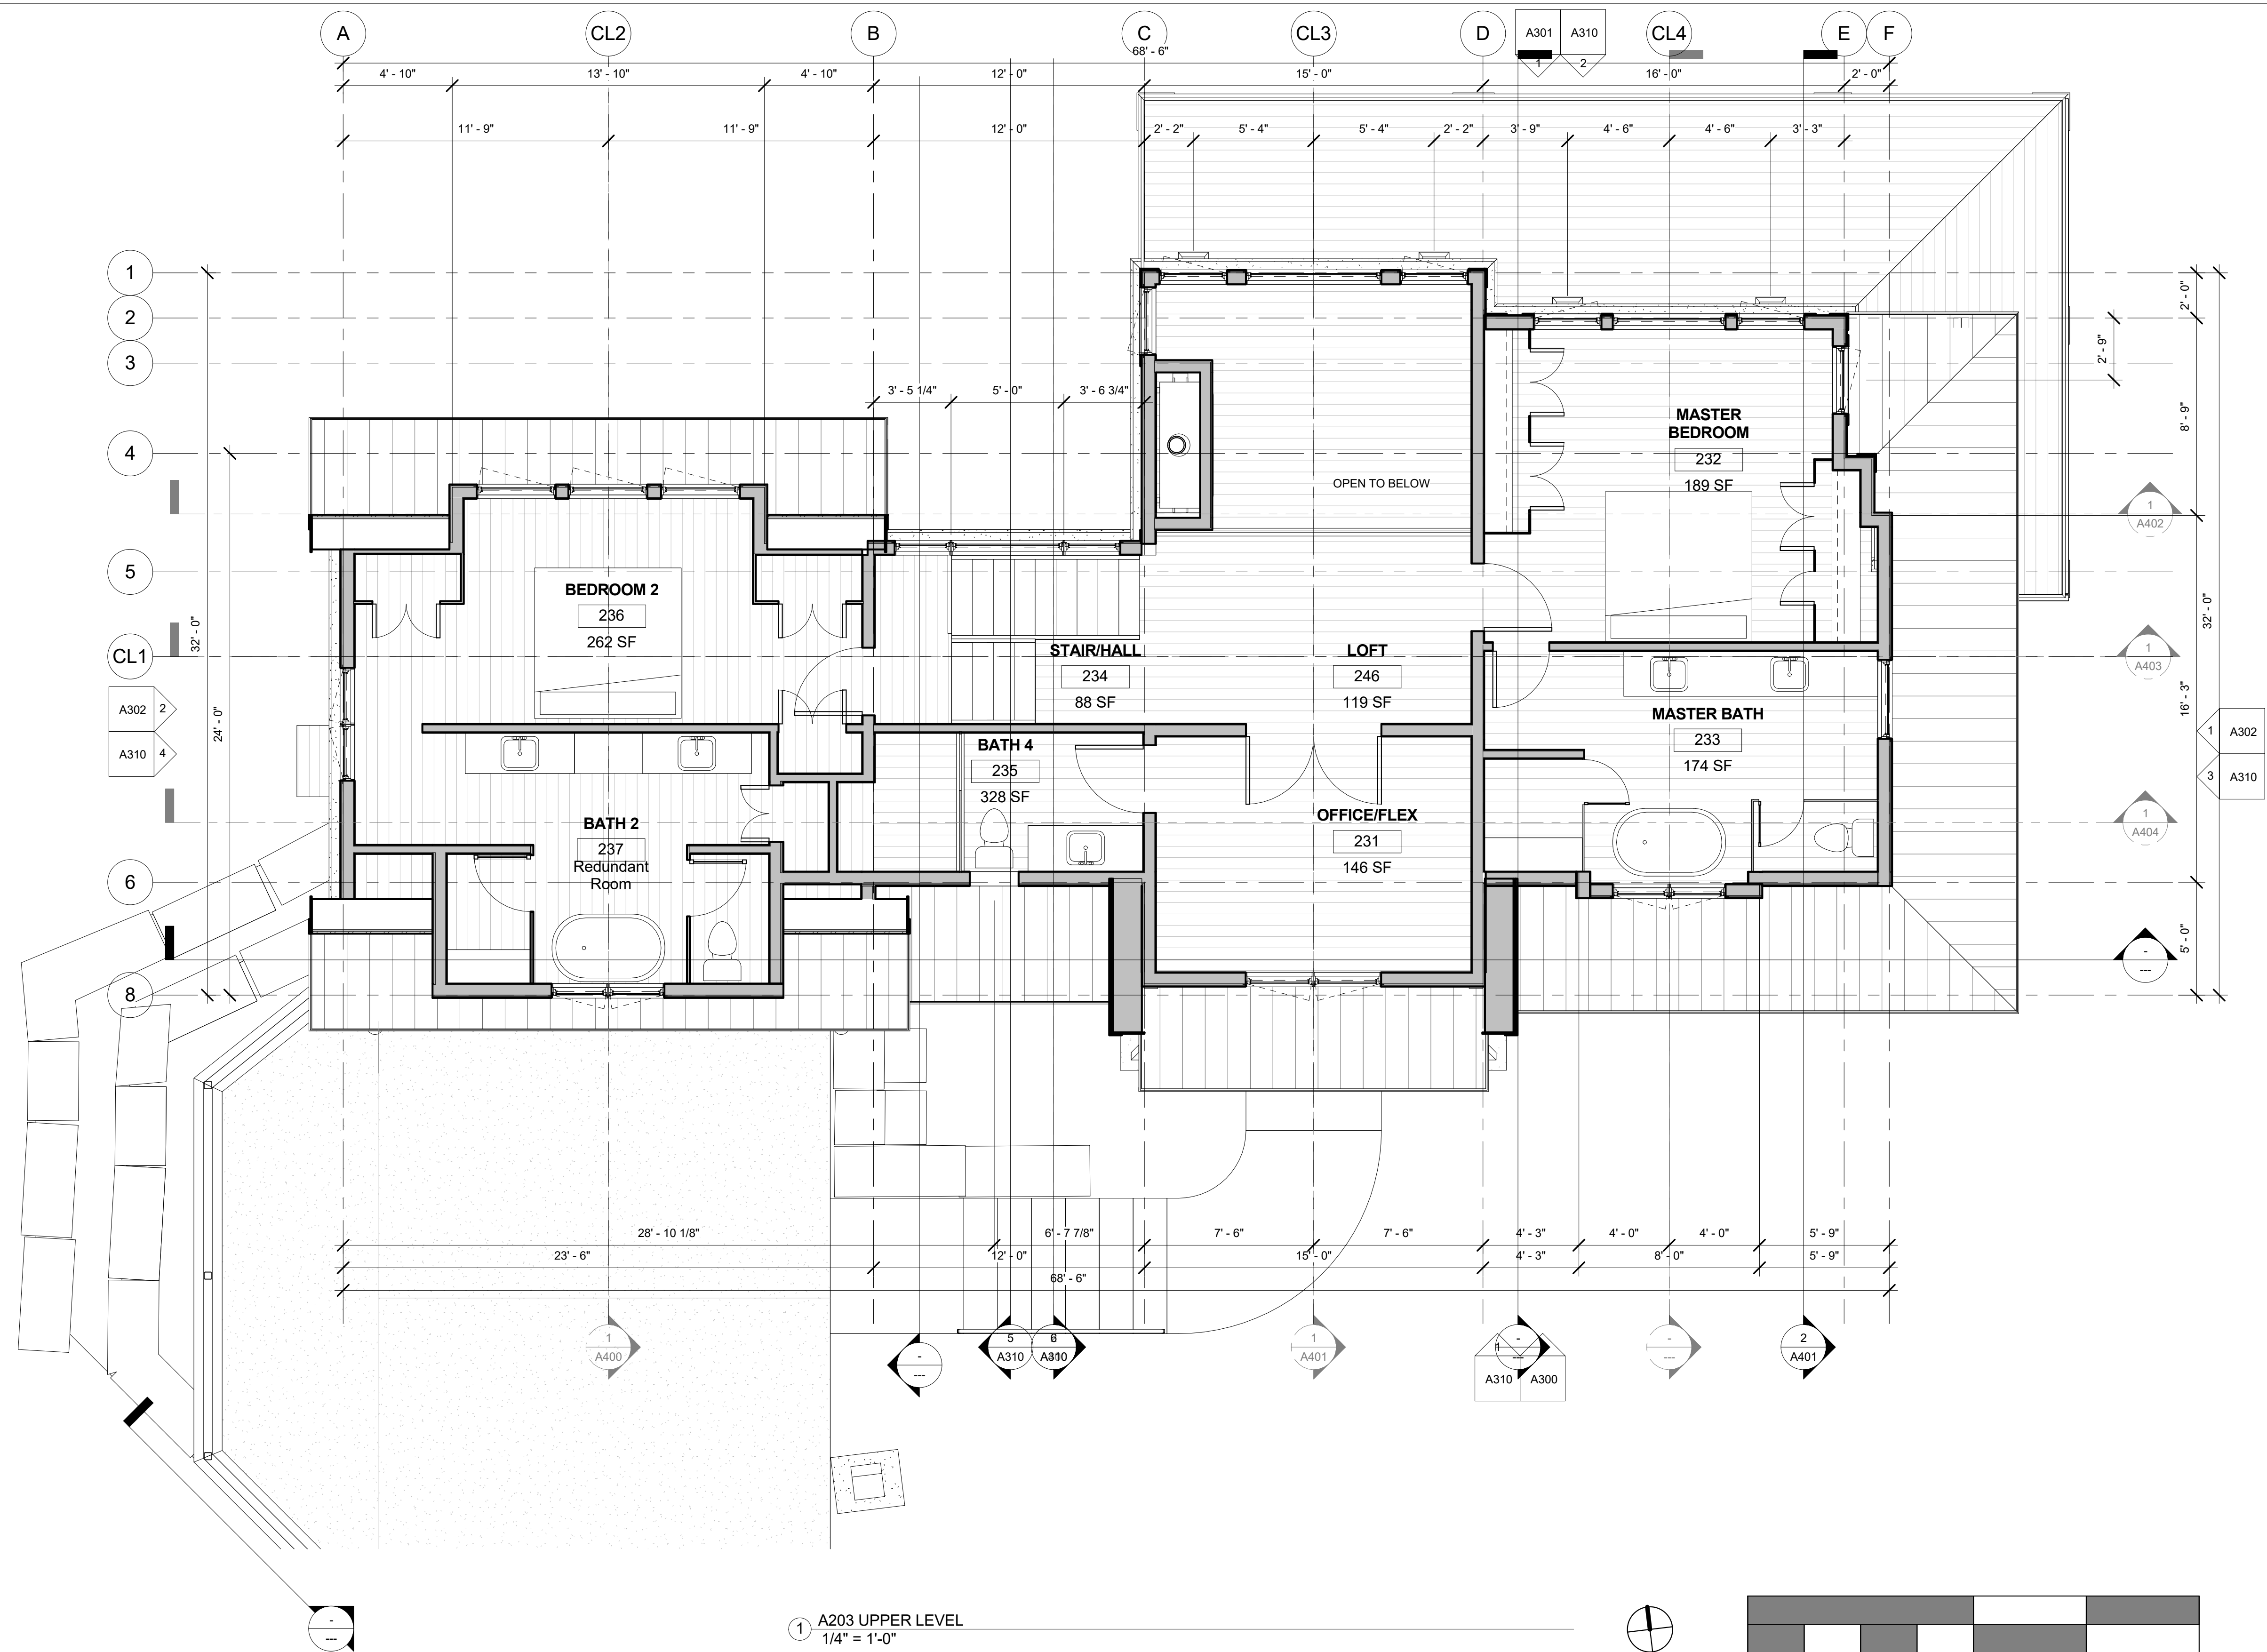 A CL2 B C CL3 D CL4 E F
A301 A310
1 2
68' - 6"
4' - 10" 13' - 10" 4' - 10" 12' - 0" 15' - 0" 16' - 0" 2' - 0"
11' - 9" 11' - 9" 12' - 0" 2' - 2" 5' - 4" 5' - 4" 2' - 2" 3' - 9" 4' - 6" 4' - 6" 3' - 3"
1
2
3
4
5
CL1
6
8
32' - 0"
24' - 0"
A302 2
A310 4
3' - 5 1/4" 5' - 0" 3' - 6 3/4"
2' - 0"
2' - 9"
8' - 9"
32' - 0"
16' - 3"
5' - 0"
MASTER
BEDROOM
232
189 SF
OPEN TO BELOW
BEDROOM 2
236
262 SF
STAIR/HALL
234
88 SF
LOFT
246
119 SF
MASTER BATH
233
174 SF
BATH 4
235
328 SF
OFFICE/FLEX
231
146 SF
BATH 2
237
Redundant
Room
1
A402
1
A403
1
A404
1 A302
3 A310
-
---
28' - 10 1/8" 6' - 7 7/8" 7' - 6" 7' - 6" 4' - 3" 4' - 0" 4' - 0" 5' - 9"
23' - 6" 12' - 0" 15' - 0" 4' - 3" 8' - 0" 5' - 9"
68' - 6"
1
A400
-
---
5
A310
A310
1
A401
1
-
---
A310 A300
-
---
2
A401
-
---
1 A203 UPPER LEVEL
1/4" = 1'-0"